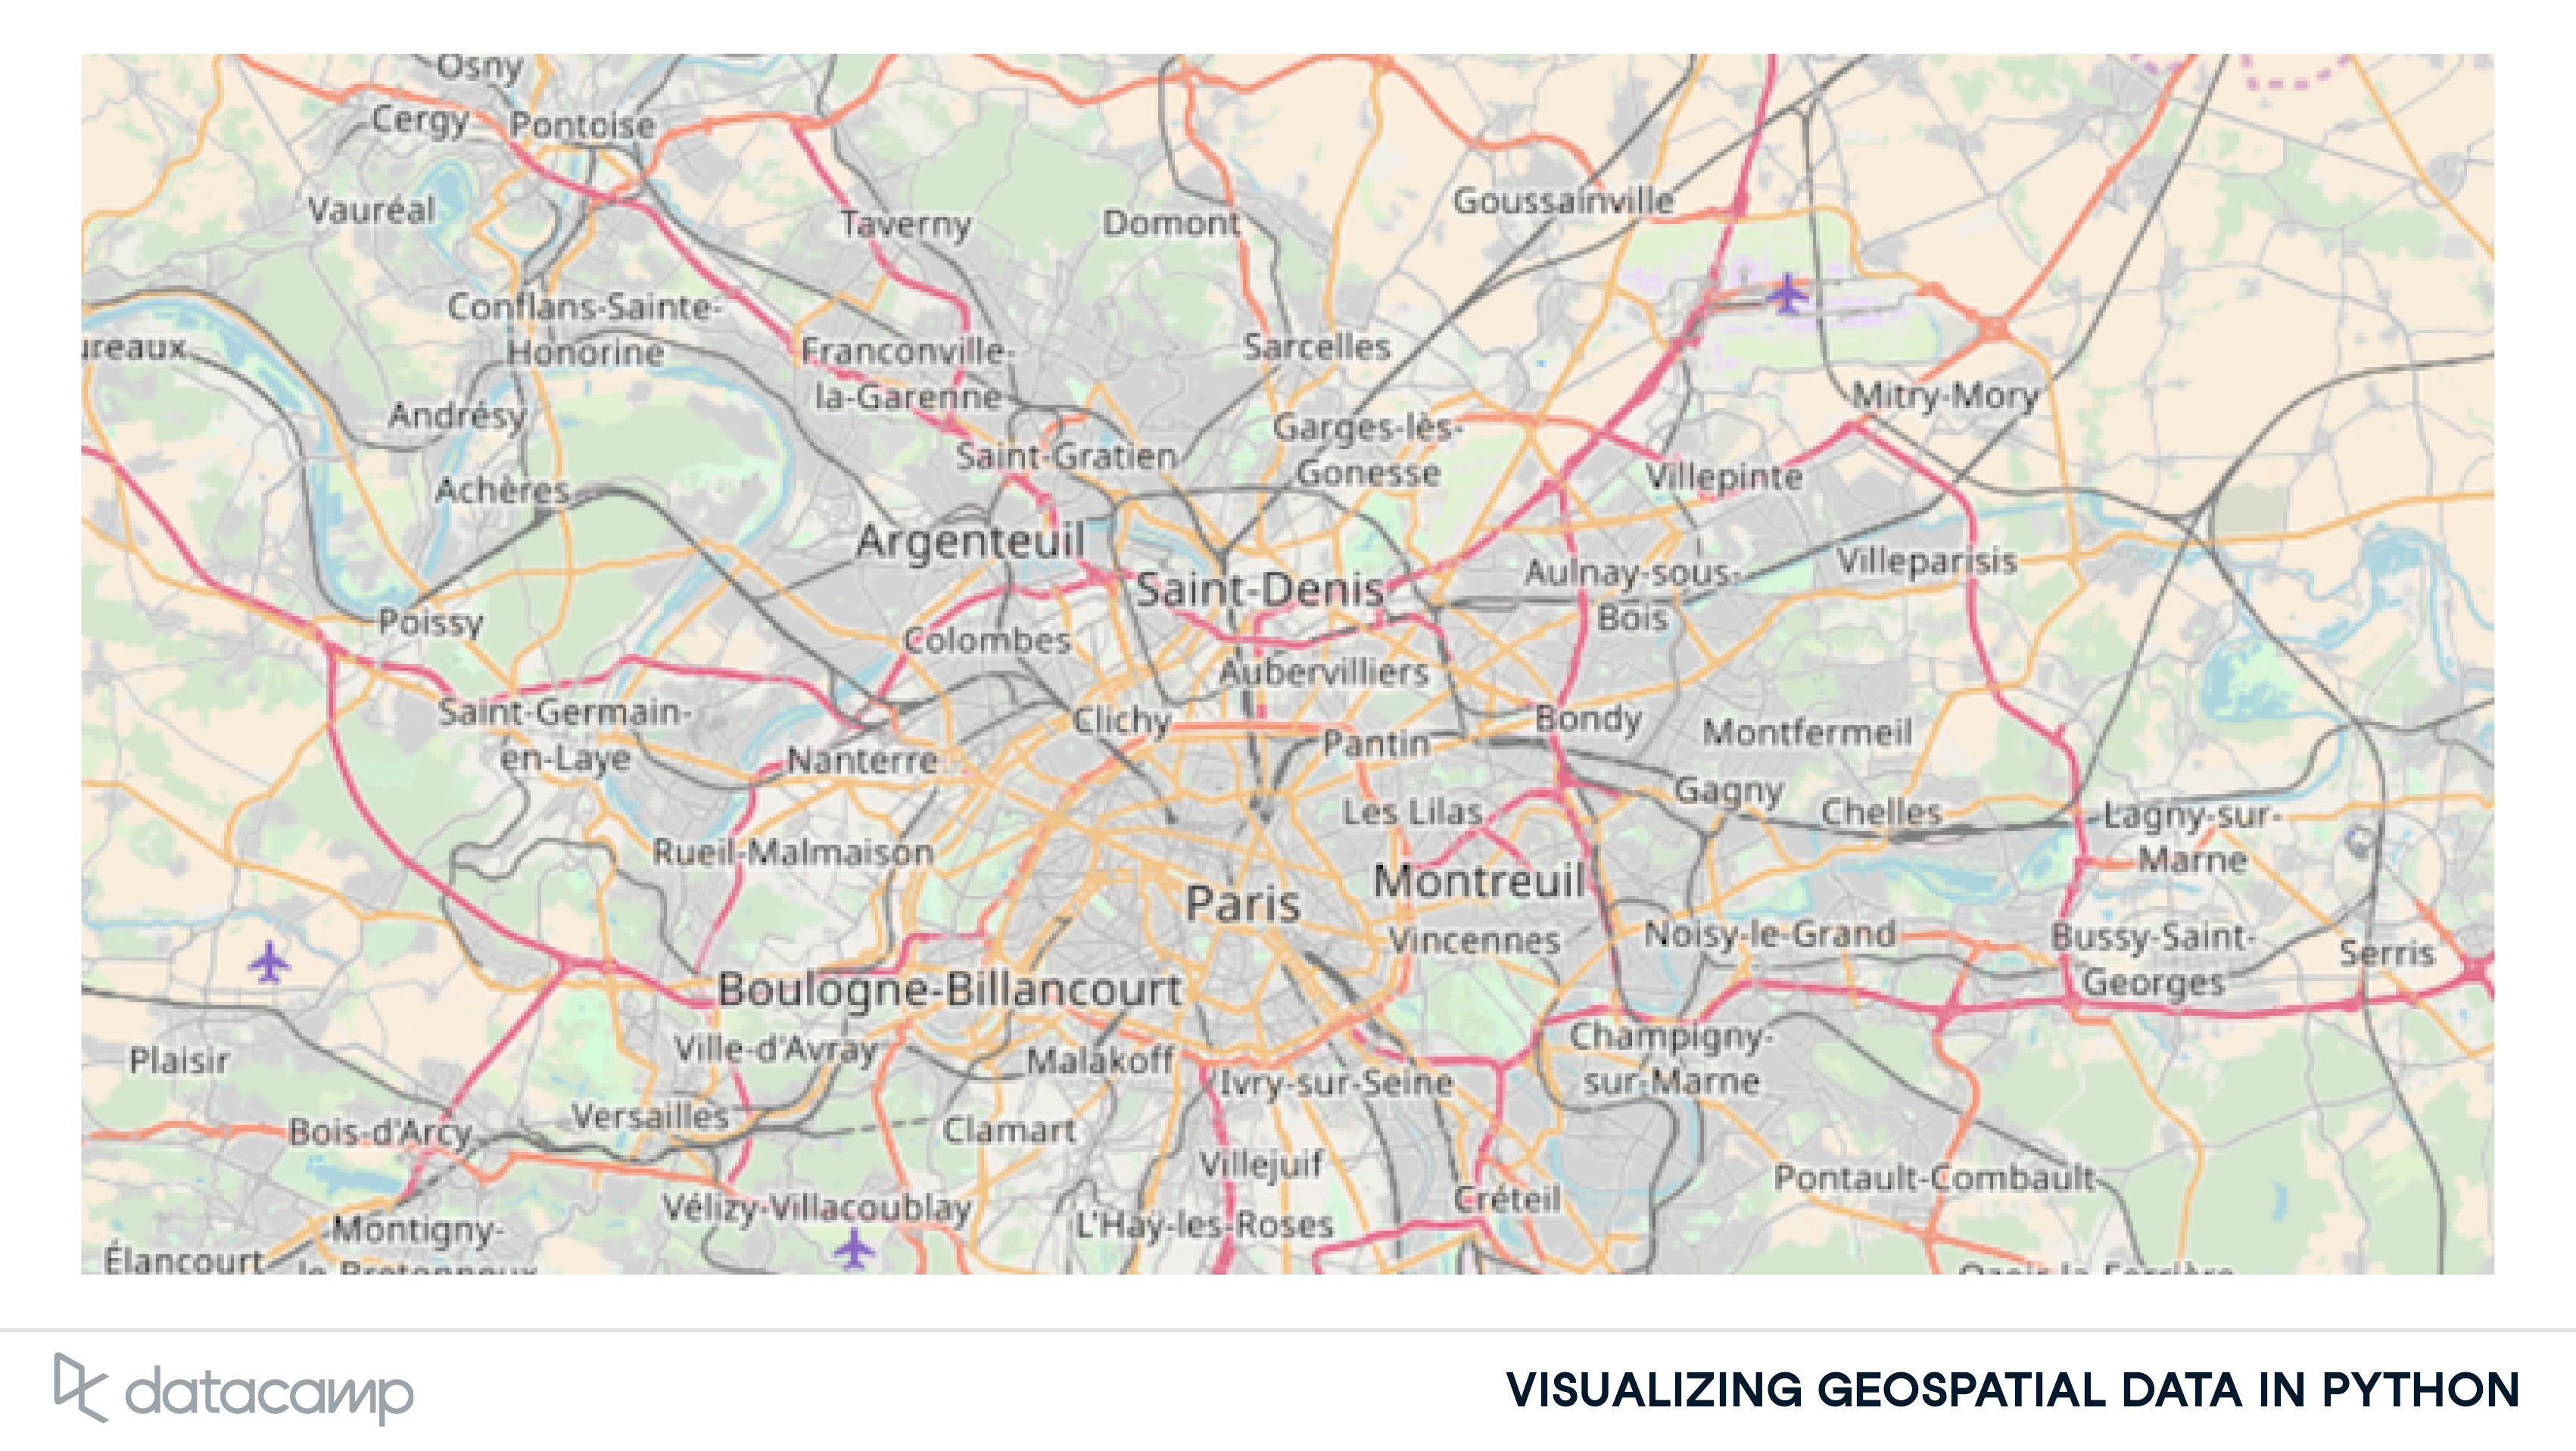 Osny
Cergy
Pontoise
Vauréal
Taverny
Domont
Goussainville
Conflans-Sainte-
Honorine
ureaux
Franconville-
la-Garenne
Sarcelles
Andrésy
Mitry-Mory
Garges-lès-
Gonesse
Saint-Gratien
Villepinte
Achères
Argenteuil
Saint-Denis
Aulnay-sous-
Bois
Villeparisis
Poissy
Colombes
Aubervilliers
Saint-Germain-
en-Laye
Clichy
Bondy
Montfermeil
Pantin
Nanterre
Gagny
Les Lilas
Chelles
Lagny-sur-
Marne
Rueil-Malmaison
Montreuil
Paris
Vincennes
Noisy-le-Grand
Bussy-Saint-
Georges
Serris
Boulogne-Billancourt
Ville-d'Avray
Plaisir
Malakoff
Champigny-
sur-Marne
Ivry-sur-Seine
Versailles
Bois-d'Arcy
Clamart
Villejuif
Pontault-Combault
Créteil
Vélizy-Villacoublay
L'Haÿ-les-Roses
Montigny-
le-Bretonneux
Élancourt
Ozoir-la-Ferrière
datacamp
VISUALIZING GEOSPATIAL DATA IN PYTHON